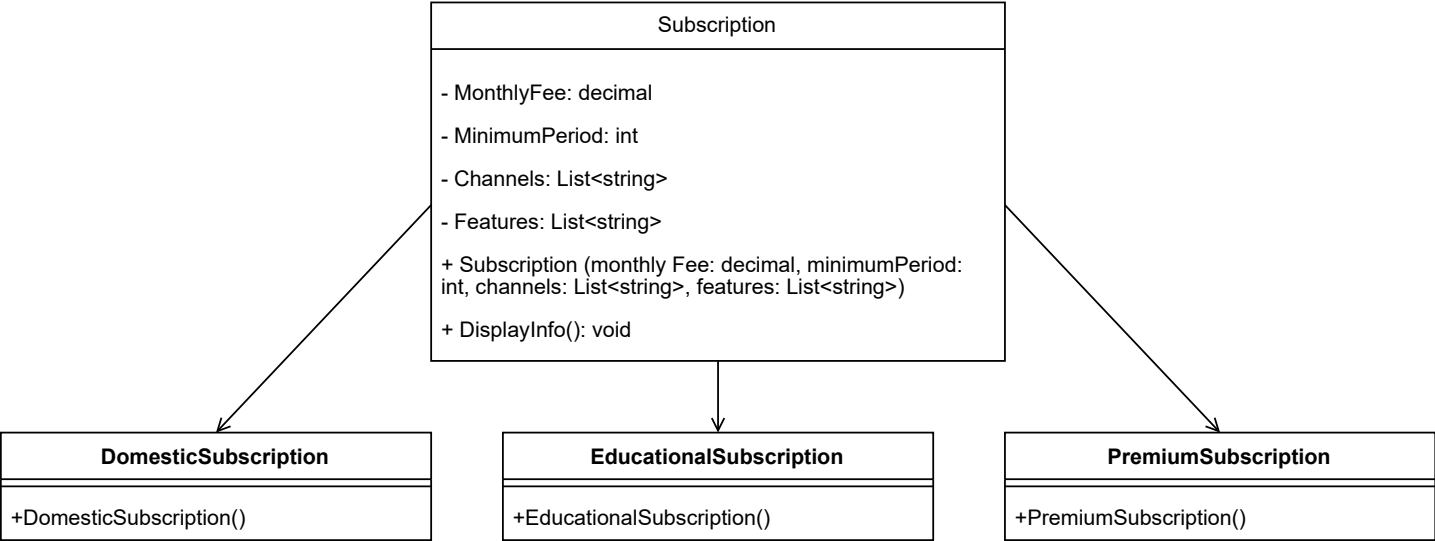 Subscription
- MonthlyFee: decimal
- MinimumPeriod: int
- Channels: List<string>
- Features: List<string>
+ Subscription (monthly Fee: decimal, minimumPeriod:
int, channels: List<string>, features: List<string>)
+ DisplayInfo(): void
DomesticSubscription
+DomesticSubscription()
EducationalSubscription
+EducationalSubscription()
PremiumSubscription
+PremiumSubscription()